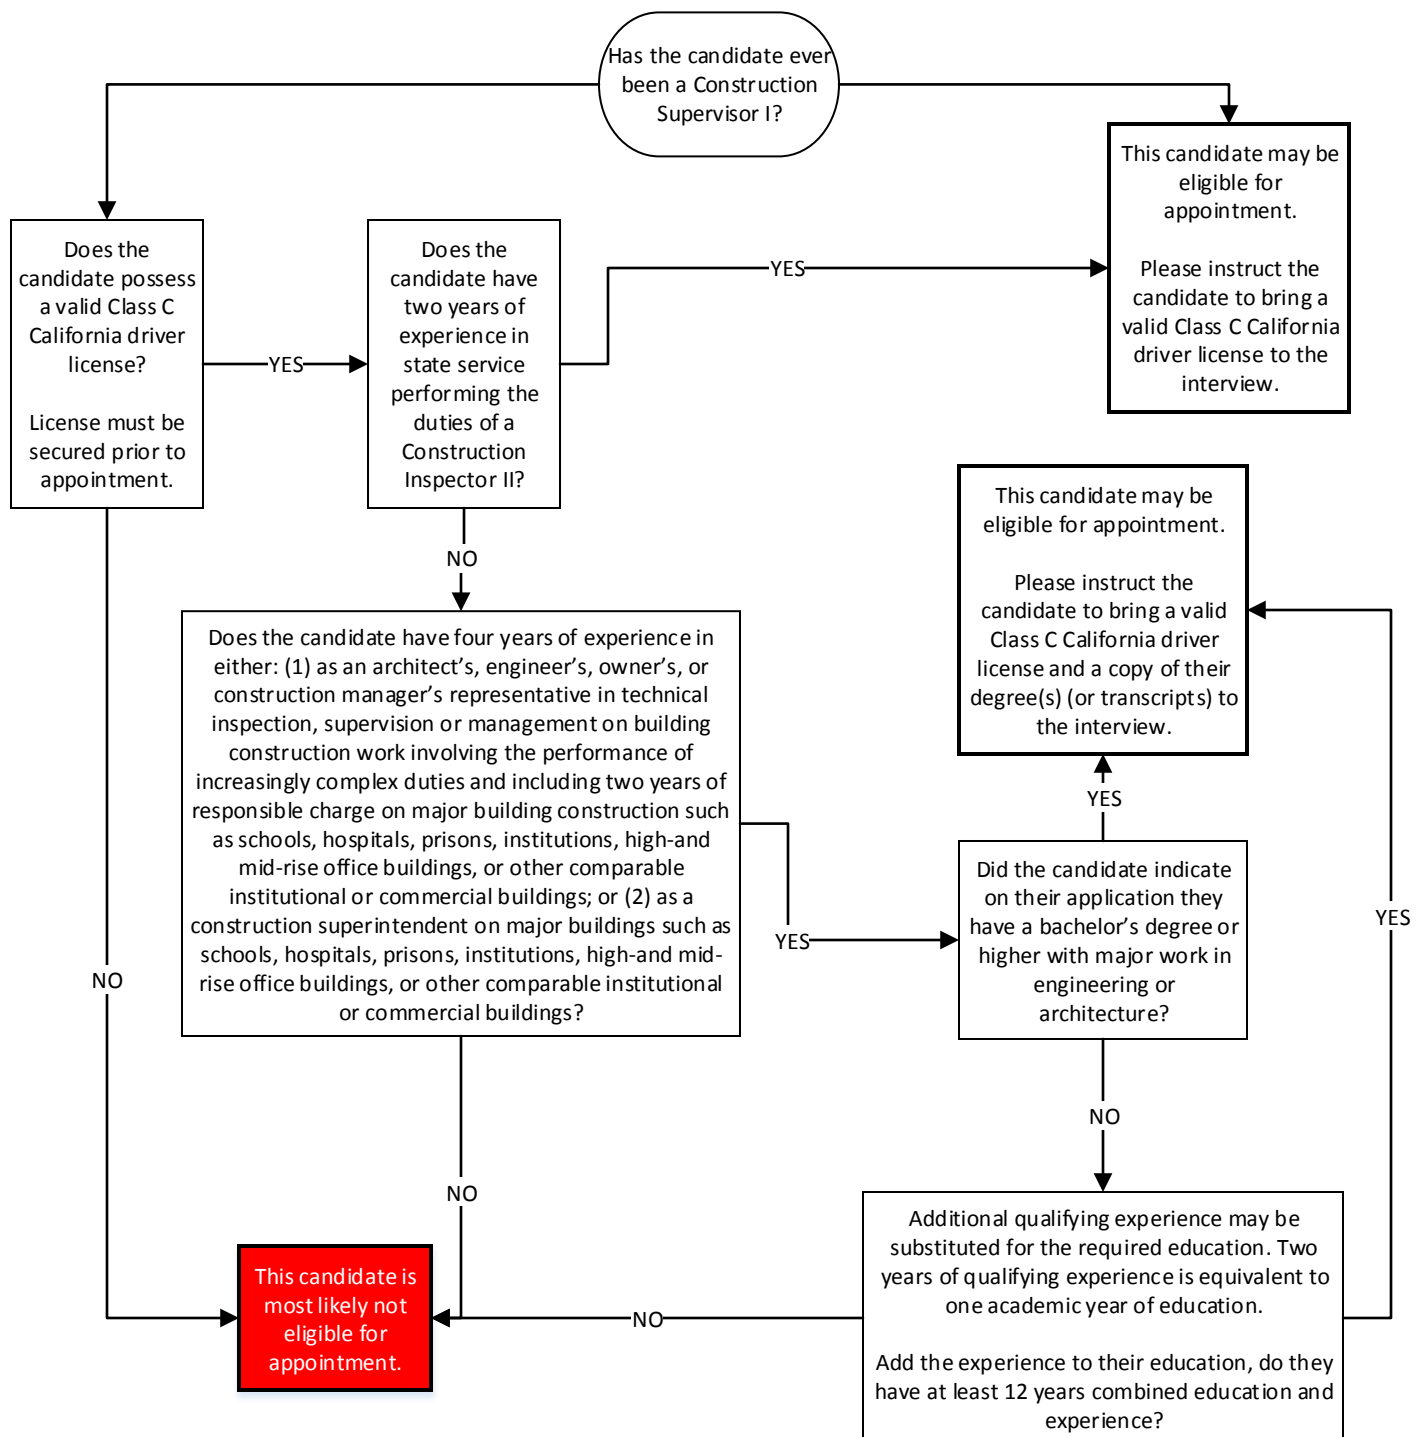 Has the candidate ever
been a Construction
Supervisor I?
This candidate may be
eligible for
appointment.
Please instruct the
candidate to bring a
valid Class C California
driver license to the
interview.
Does the
candidate possess
a valid Class C
California driver
license?
License must be
secured prior to
appointment.
YES
Does the
candidate have
two years of
experience in
state service
performing the
duties of a
Construction
Inspector II?
YES
NO
This candidate may be
eligible for appointment.
Please instruct the
candidate to bring a valid
Class C California driver
license and a copy of their
degree(s) (or transcripts) to
the interview.
Does the candidate have four years of experience in
either: (1) as an architect’s, engineer’s, owner’s, or
construction manager’s representative in technical
inspection, supervision or management on building
construction work involving the performance of
increasingly complex duties and including two years of
responsible charge on major building construction such
as schools, hospitals, prisons, institutions, high-and
mid-rise office buildings, or other comparable
institutional or commercial buildings; or (2) as a
construction superintendent on major buildings such as
schools, hospitals, prisons, institutions, high-and mid-
rise office buildings, or other comparable institutional
or commercial buildings?
YES
YES
Did the candidate indicate
on their application they
have a bachelor’s degree or
higher with major work in
engineering or
architecture?
YES
NO
NO
NO
Additional qualifying experience may be
substituted for the required education. Two
years of qualifying experience is equivalent to
one academic year of education.
Add the experience to their education, do they
have at least 12 years combined education and
experience?
NO
This candidate is
most likely not
eligible for
appointment.